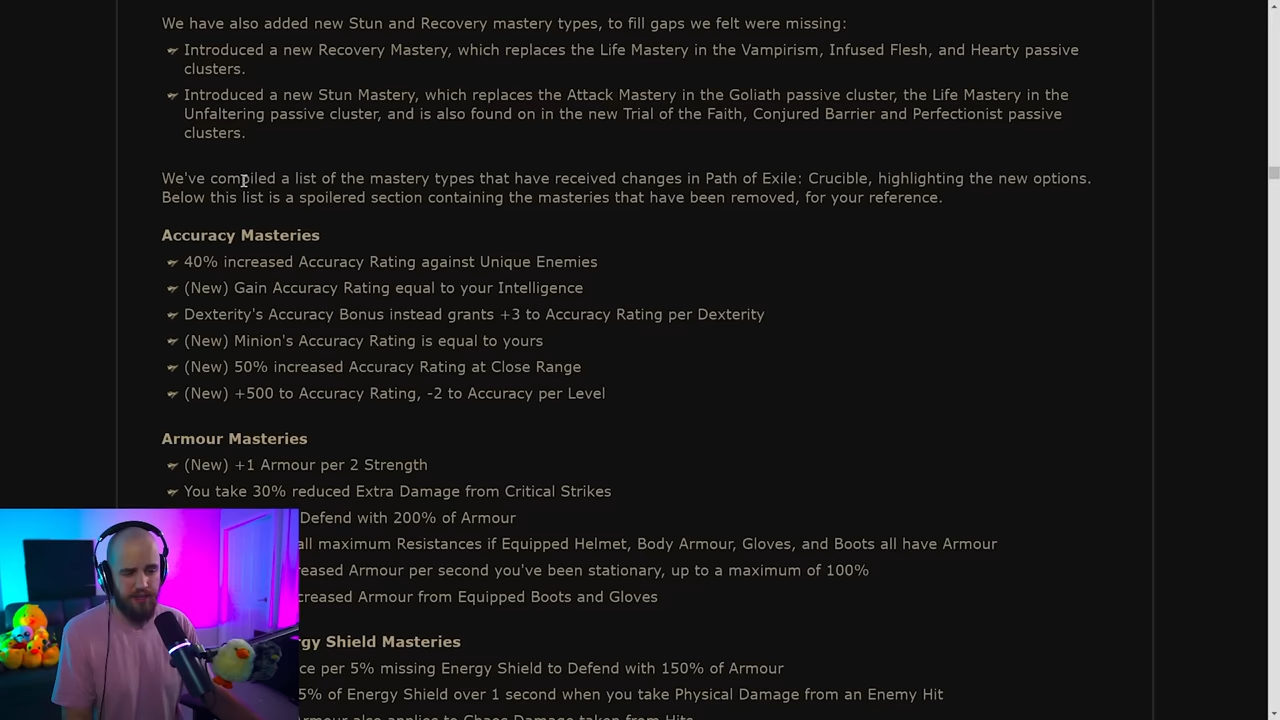 We have also added new Stun and Recovery mastery types, to fill gaps we felt were missing:
Introduced a new Recovery Mastery, which replaces the Life Mastery in the Vampirism, Infused Flesh, and Hearty passive
clusters.
Introduced a new Stun Mastery, which replaces the Attack Mastery in the Goliath passive cluster, the Life Mastery in the
Unfaltering passive cluster, and is also found on in the new Trial of the Faith, Conjured Barrier and Perfectionist passive
clusters.
We've compiled a list of the mastery types that have received changes in Path of Exile: Crucible, highlighting the new options.
Below this list is a spoilered section containing the masteries that have been removed, for your reference.
Accuracy Masteries
40% increased Accuracy Rating against Unique Enemies
(New) Gain Accuracy Rating equal to your Intelligence
Dexterity's Accuracy Bonus instead grants +3 to Accuracy Rating per Dexterity
(New) Minion's Accuracy Rating is equal to yours
(New) 50% increased Accuracy Rating at Close Range
(New) +500 to Accuracy Rating, -2 to Accuracy per Level
Armour Masteries
(New) +1 Armour per 2 Strength
You take 30% reduced Extra Damage from Critical Strikes
Defend with 200% of Armour
all maximum Resistances if Equipped Helmet, Body Armour, Gloves, and Boots all have Armour
reased Armour per second you've been stationary, up to a maximum of 100%
creased Armour from Equipped Boots and Gloves
gy Shield Masteries
ce per 5% missing Energy Shield to Defend with 150% of Armour
5% of Energy Shield over 1 second when you take Physical Damage from an Enemy Hit
rmour also applies to Chaos Damage taken from Hits